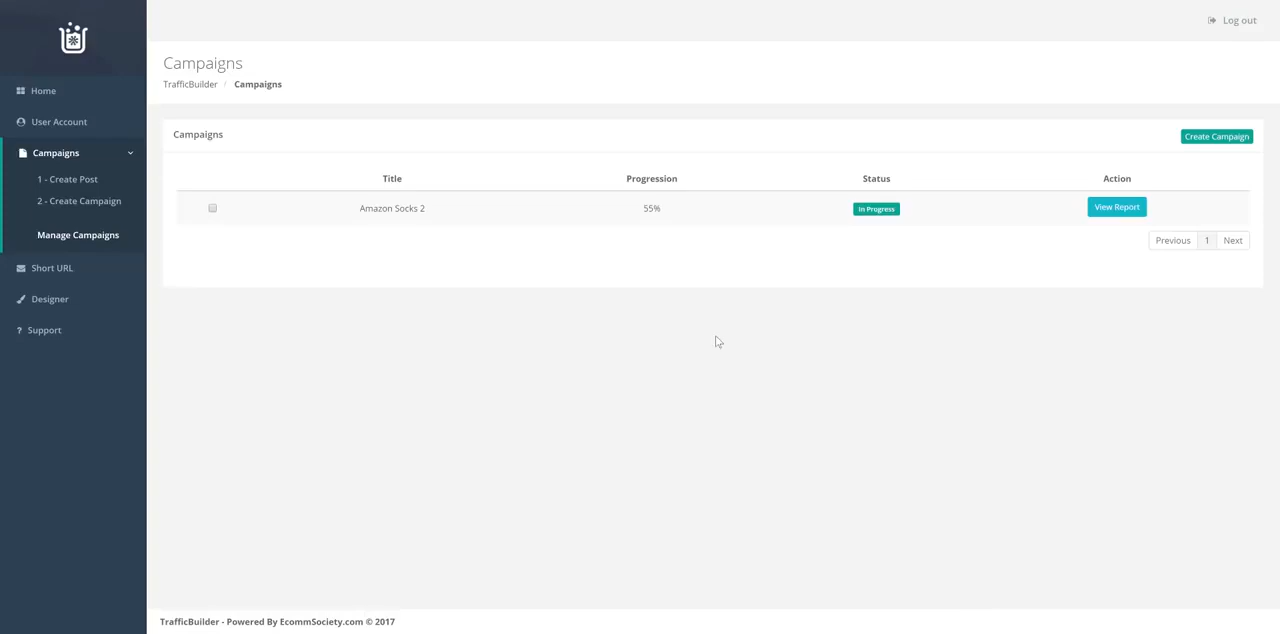 Log out
Campaigns
TrafficBuilder / Campaigns
Home
User Account
Campaigns
1 - Create Post
2 - Create Campaign
Manage Campaigns
Short URL
Designer
? Support
Campaigns
Create Campaign
Title Progression Status Action
Amazon Socks 2 55% In Progress View Report
Previous 1 Next
TrafficBuilder - Powered By EcommSociety.com © 2017